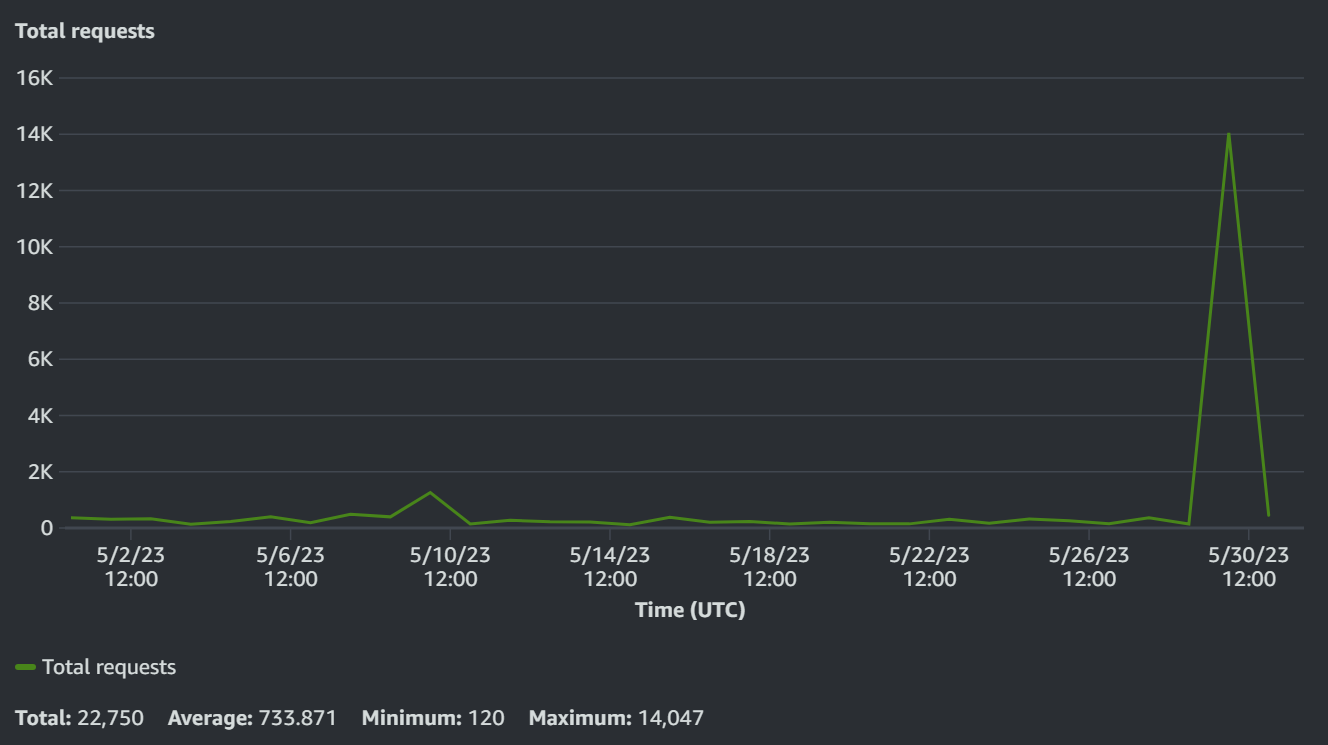 Total requests
16K
14K
12K
10K
8K
6K
4K
2K
0
5/2/23 5/6/23 5/10/23 5/14/23 5/18/23 5/22/23 5/26/23 5/30/23
12:00 12:00 12:00 12:00 12:00 12:00 12:00 12:00
Time (UTC)
Total requests
Total: 22,750 Average: 733.871 Minimum: 120 Maximum: 14,047